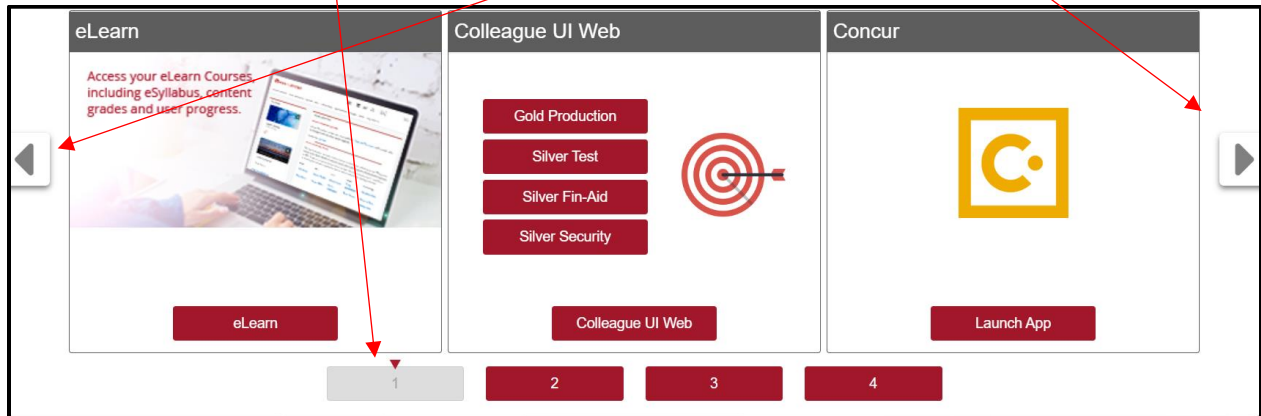 eLearn
Access your eLearn Courses,
including eSyllabus, content
grades and user progress.
eLearn
Colleague UI Web
Gold Production
Silver Test
Silver Fin-Aid
Silver Security
Colleague UI Web
Concur
C
Launch App
1
2
3
4